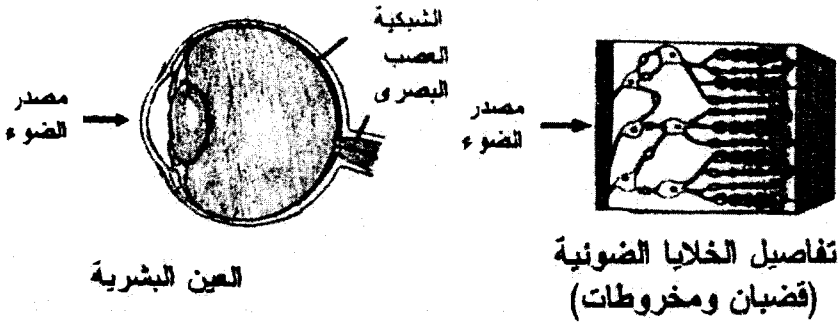 الشبكية
العصب
البصرى
مصدر
الضوء
مصدر
الضوء
العين البشرية
تفاصيل الخلايا الضوئية
(قضبان ومخروطات)